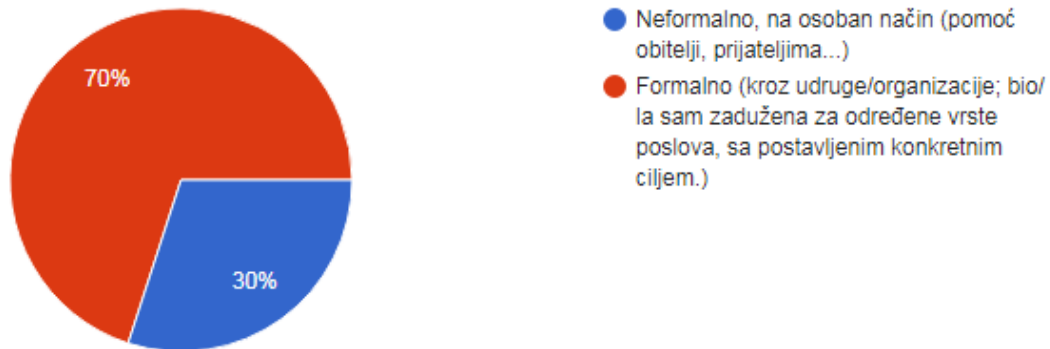 70%
30%
Neformalno, na osoban način (pomoć
obitelji, prijateljima...)
Formalno (kroz udruge/organizacije; bio/
la sam zadužena za određene vrste
poslova, sa postavljenim konkretnim
ciljem.)